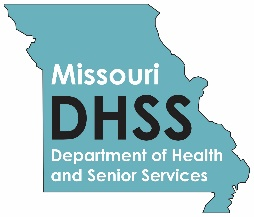 Missouri
DHSS
Department of Health
and Senior Services